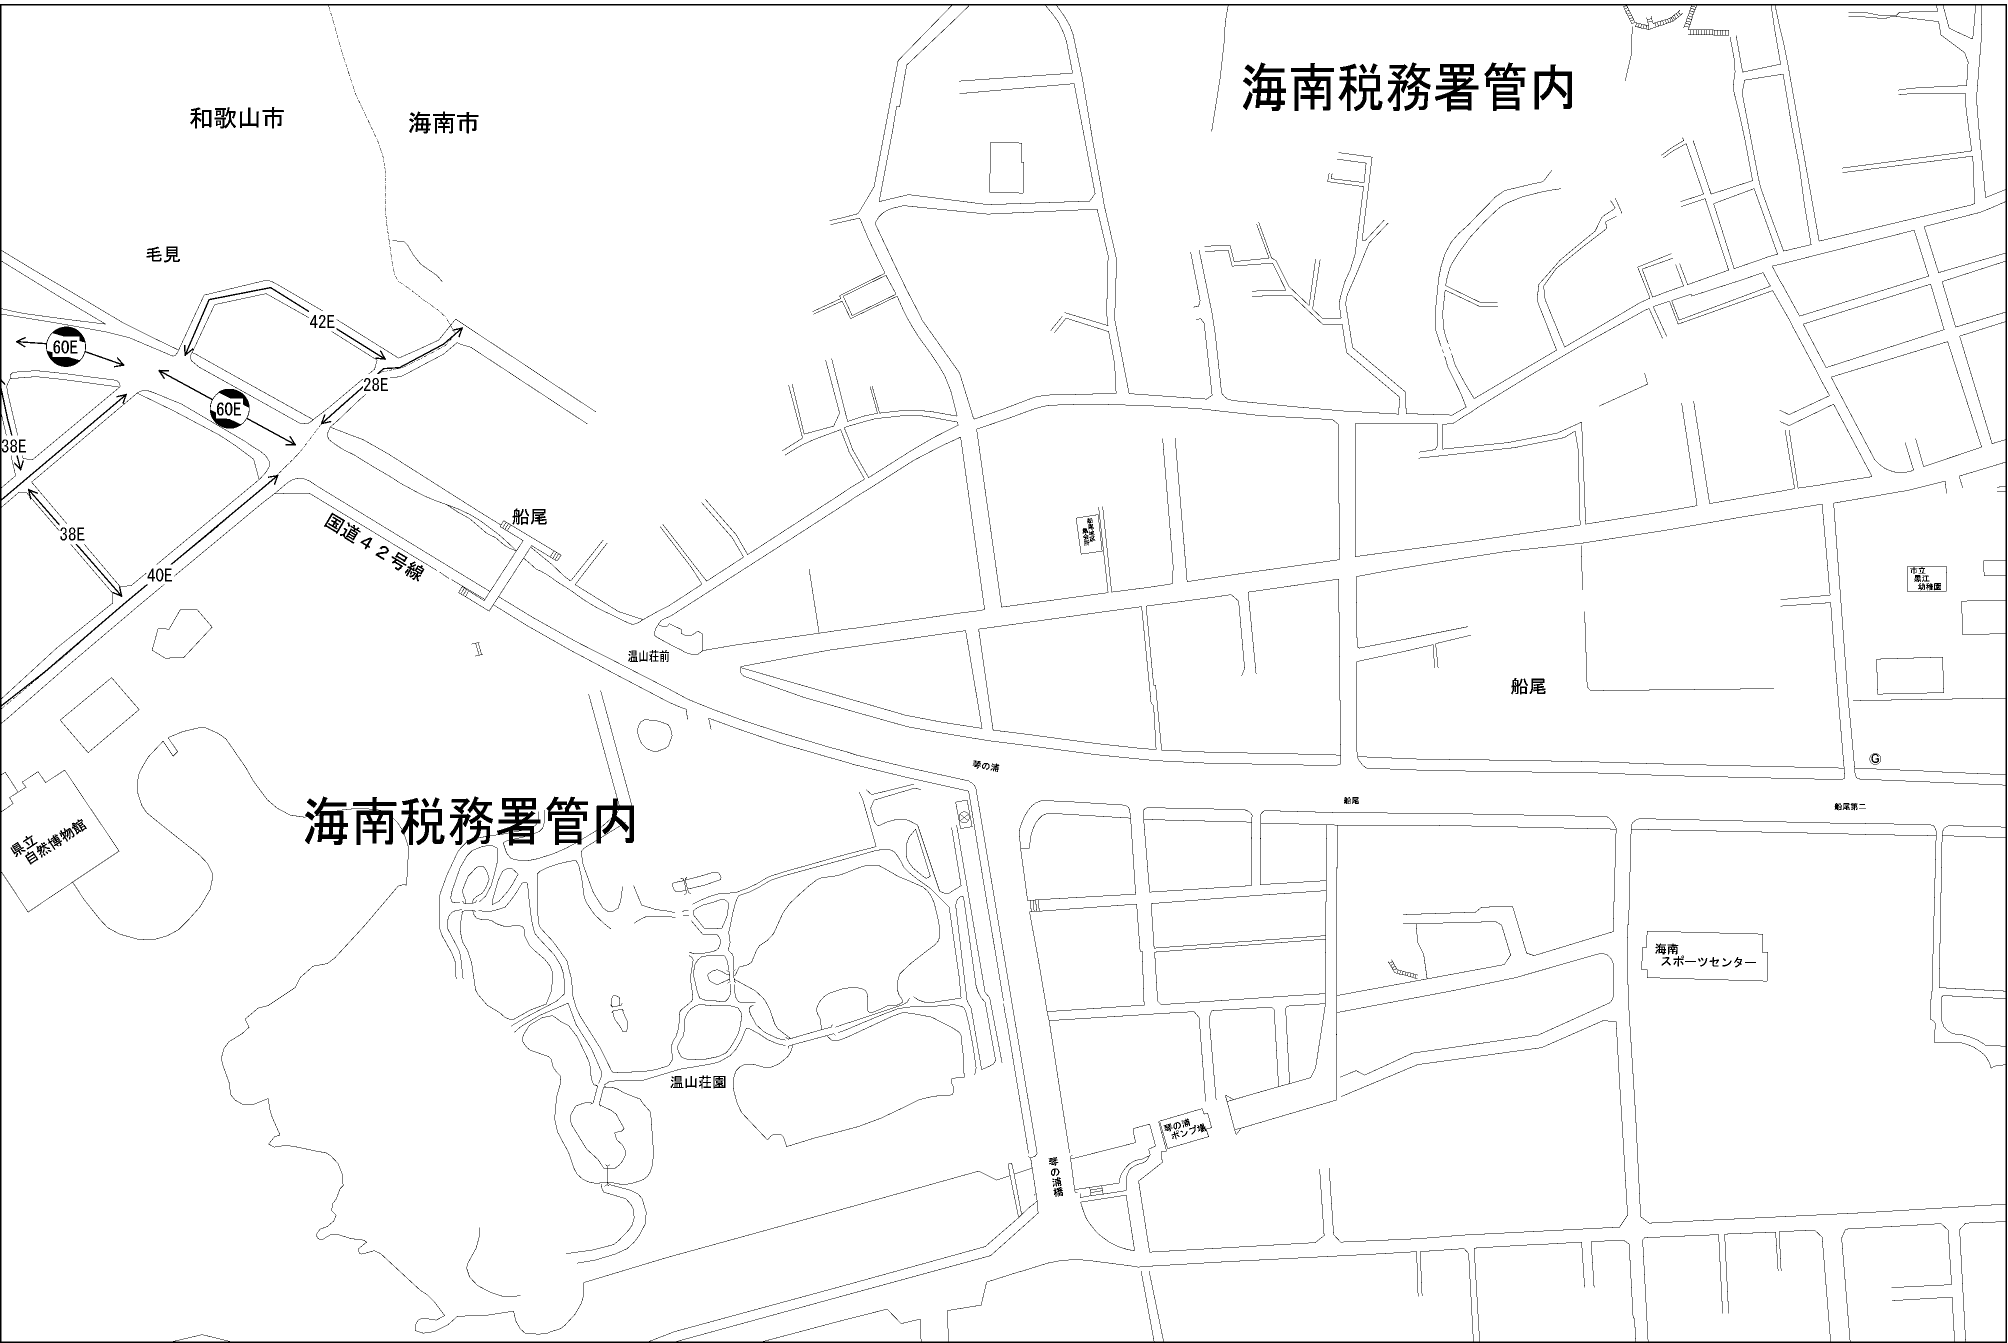 海南税務署管内
和歌山市
海南市
毛見
42E
60E
28E
60E
38E
船尾
国道42号線
38E
40E
市立
黒江
幼稚園
温山荘前
船尾
G
琴の浦
船尾
船尾第二
海南税務署管内
県立
自然博物館
海南
スポーツセンター
温山荘園
琴の浦
ポンプ場
琴の浦橋